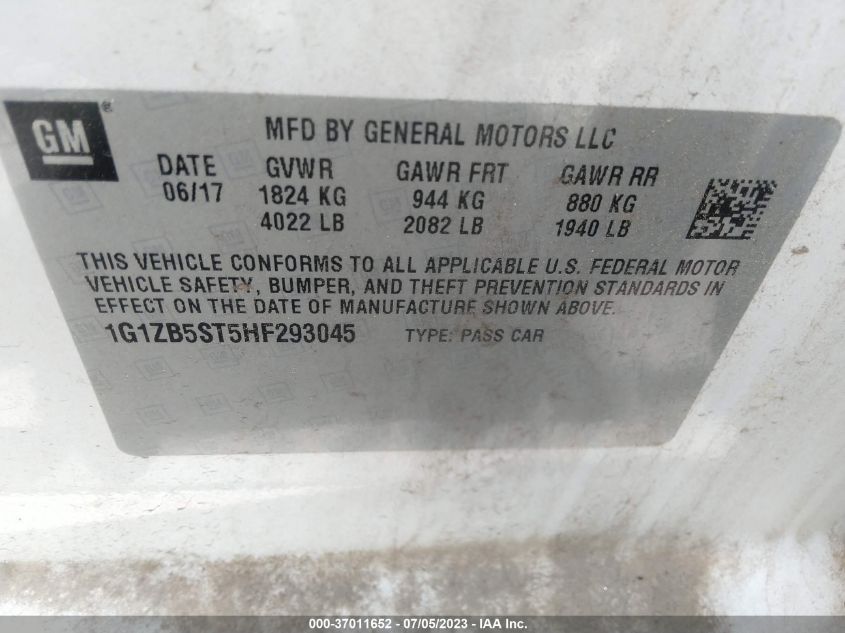 GM ®
MFD BY GENERAL MOTORS LLC
DATE GVWR GAWR FRT GAWR RR
06/17 1824 KG 944 KG 880 KG
4022 LB 2082 LB 1940 LB
THIS VEHICLE CONFORMS TO ALL APPLICABLE U.S. FEDERAL MOTOR
VEHICLE SAFETY, BUMPER, AND THEFT PREVENTION STANDARDS IN
EFFECT ON THE DATE OF MANUFACTURE SHOWN ABOVE.
1G1ZB5ST5HF293045 TYPE: PASS CAR
000-37011652 - 07/05/2023 - IAA Inc.